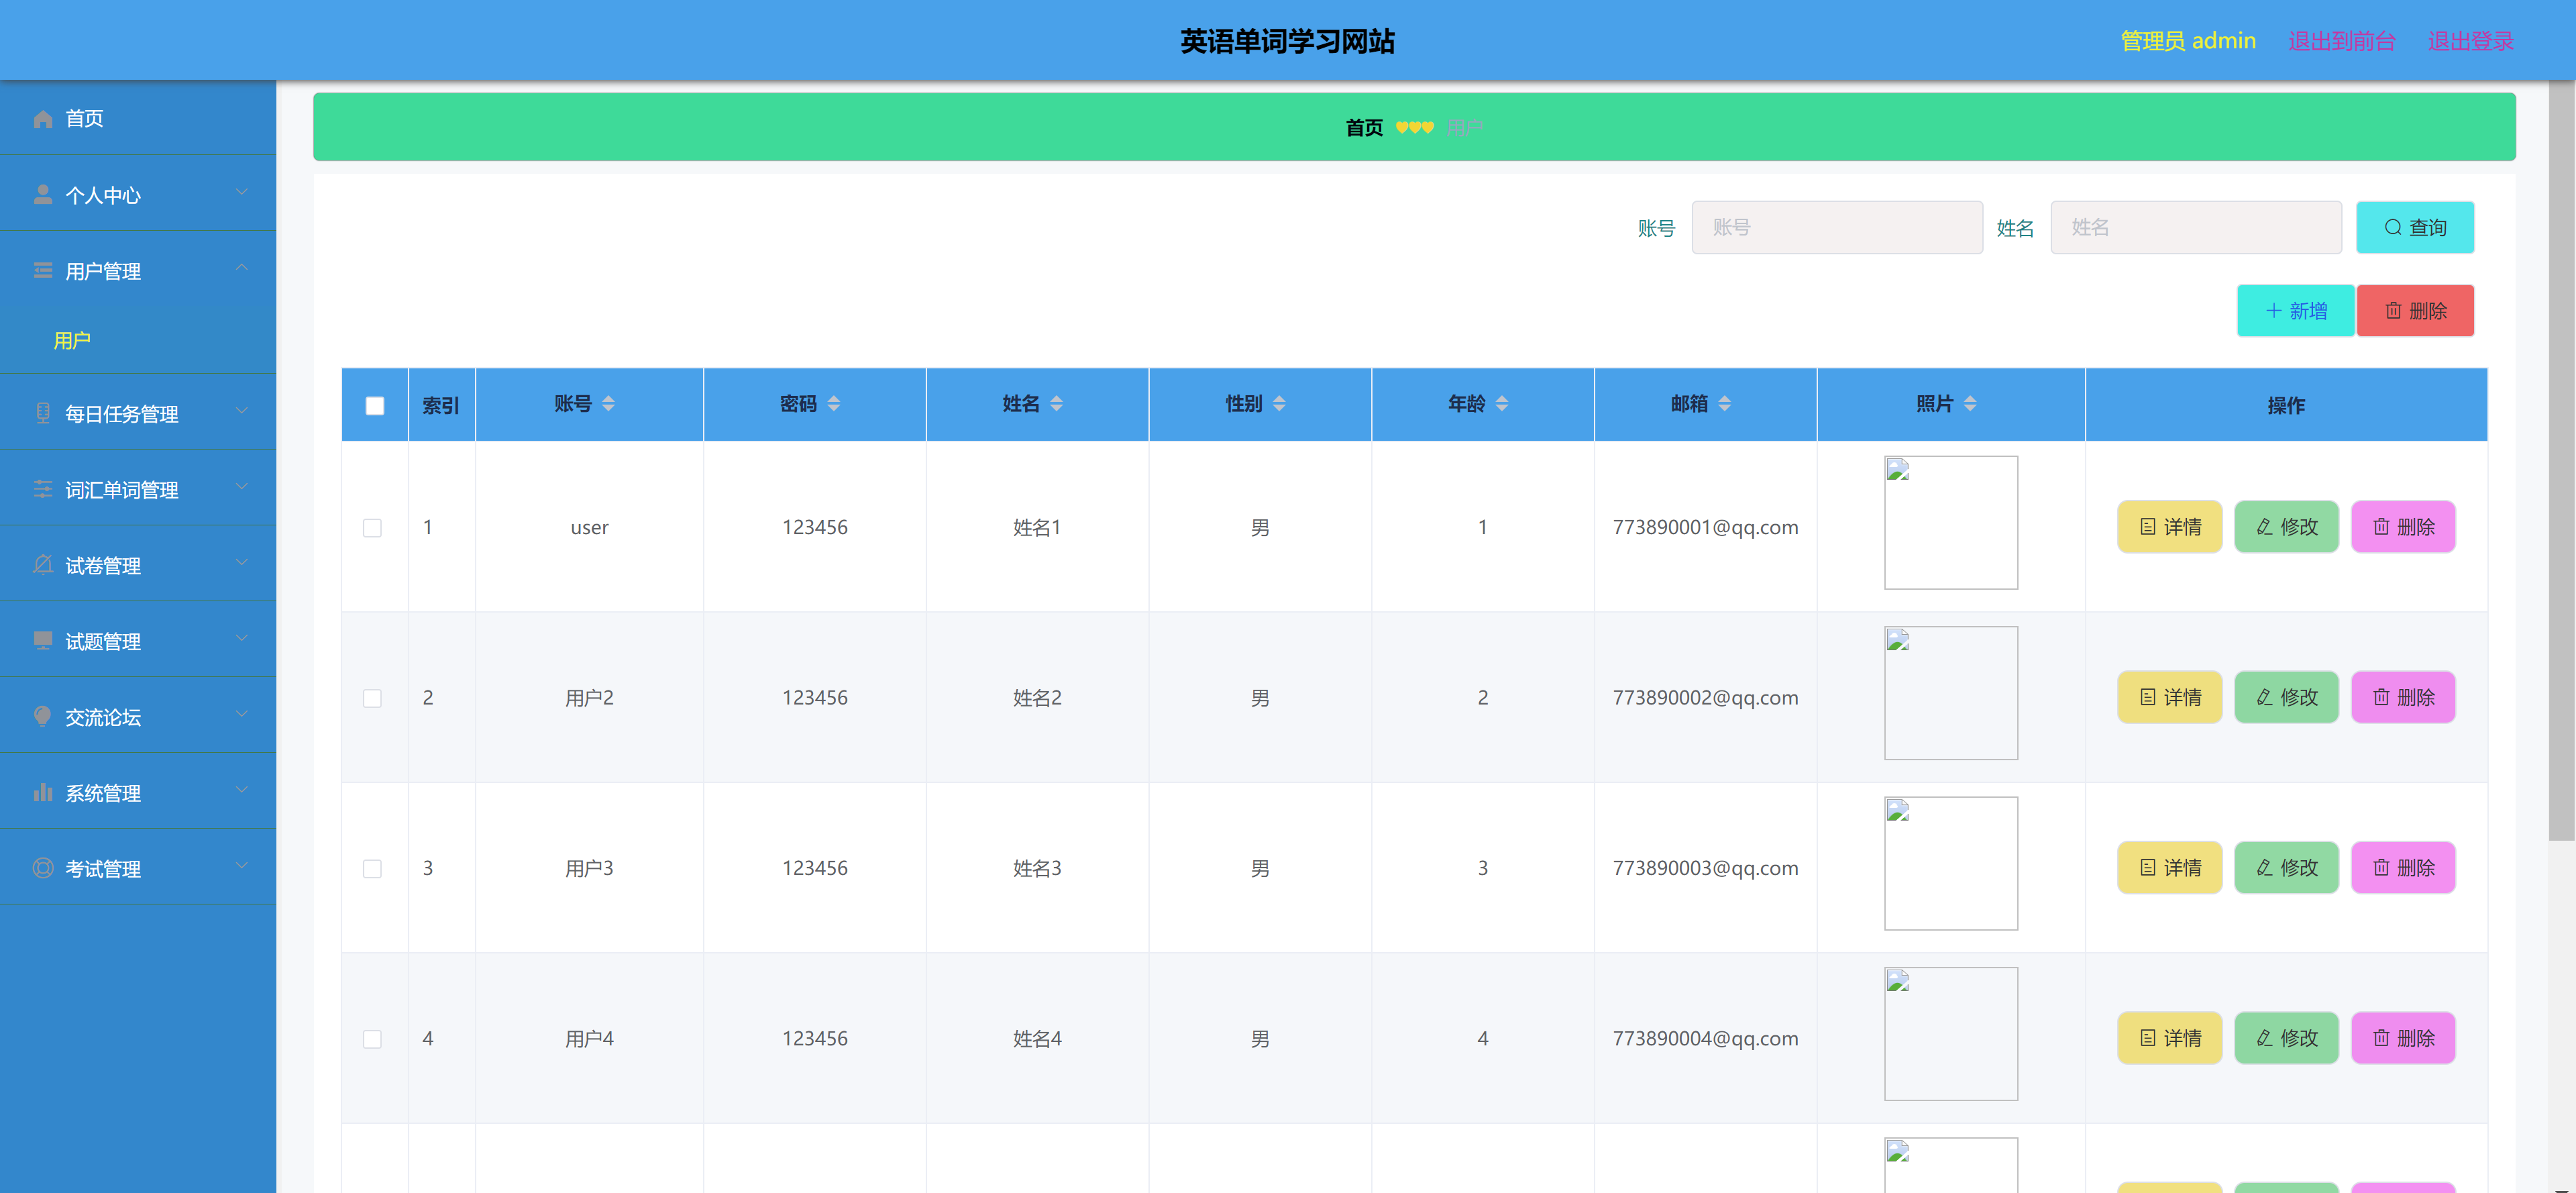 英语单词学习网站
管理员 admin 退出到前台 退出登录
首页
个人中心
用户管理
用户
每日任务管理
词汇单词管理
试卷管理
试题管理
交流论坛
系统管理
考试管理
首页 用户
账号 账号 姓名 姓名 查询
新增 删除
索引 账号 密码 姓名 性别 年龄 邮箱 照片 操作
1 user 123456 姓名1 男 1 773890001@qq.com 详情 修改 删除
2 用户2 123456 姓名2 男 2 773890002@qq.com 详情 修改 删除
3 用户3 123456 姓名3 男 3 773890003@qq.com 详情 修改 删除
4 用户4 123456 姓名4 男 4 773890004@qq.com 详情 修改 删除